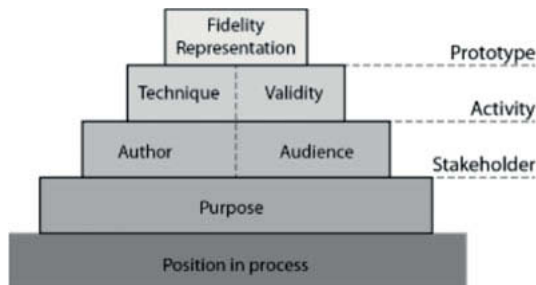 Fidelity
Representation
Prototype
Technique
Validity
Activity
Author
Audience
Stakeholder
Purpose
Position in process